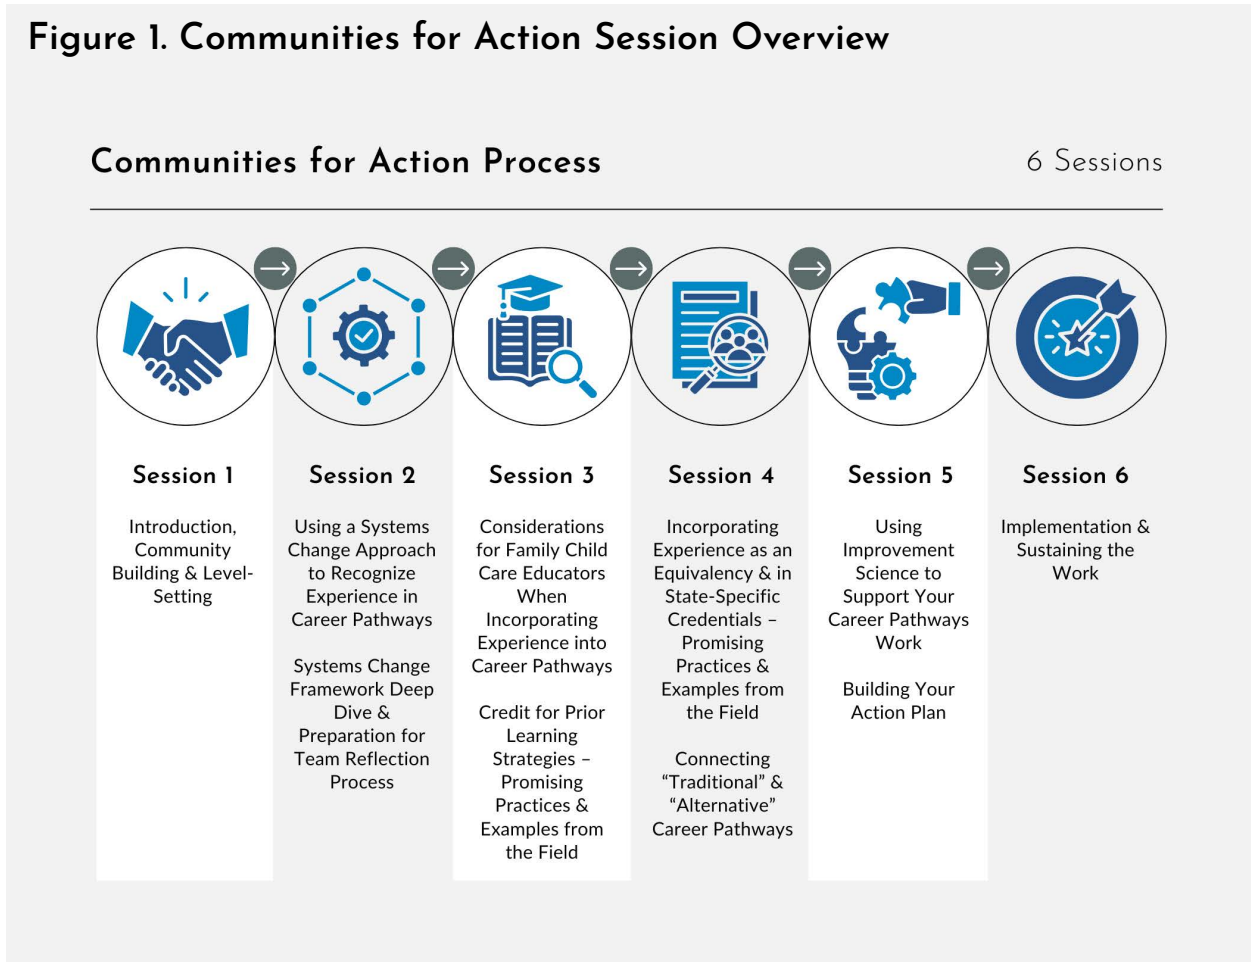 Figure 1. Communities for Action Session Overview
Communities for Action Process
6 Sessions
Session 1
Introduction,
Community
Building & Level-
Setting
Session 2
Using a Systems
Change Approach
to Recognize
Experience in
Career Pathways
Systems Change
Framework Deep
Dive &
Preparation for
Team Reflection
Process
Session 3
Considerations
for Family Child
Care Educators
When
Incorporating
Experience into
Career Pathways
Credit for Prior
Learning
Strategies –
Promising
Practices &
Examples from
the Field
Session 4
Incorporating
Experience as an
Equivalency & in
State-Specific
Credentials –
Promising
Practices &
Examples from
the Field
Connecting
“Traditional” &
“Alternative”
Career Pathways
Session 5
Using
Improvement
Science to
Support Your
Career Pathways
Work
Building Your
Action Plan
Session 6
Implementation &
Sustaining the
Work